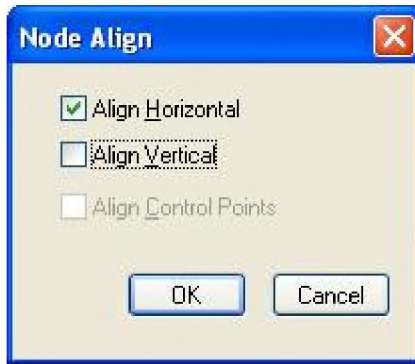 Node Align
Align Horizontal
Align Vertical
Align Control Points
OK Cancel